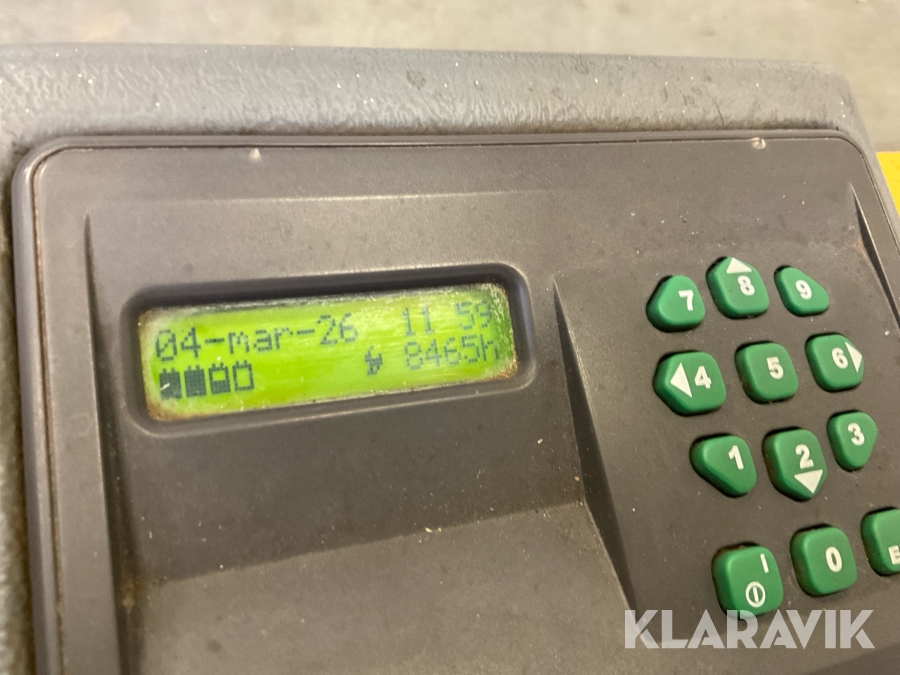 04-mar-26 11 59
8465h
7 8 9
4 5 6
1 2 3
I 0
KLARAVIK